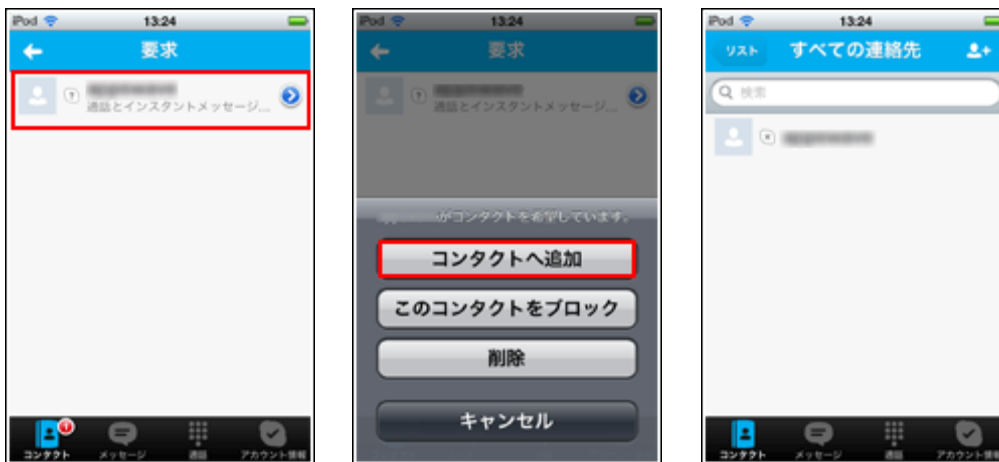 iPod 13:24
要求
通話とインスタントメッセージ...
コンタクト メッセージ 通話 アカウント情報
iPod 13:24
要求
通話とインスタントメッセージ...
がコンタクトを希望しています。
コンタクトへ追加
このコンタクトをブロック
削除
キャンセル
iPod 13:24
リスト すべての連絡先
検索
コンタクト メッセージ 通話 アカウント情報